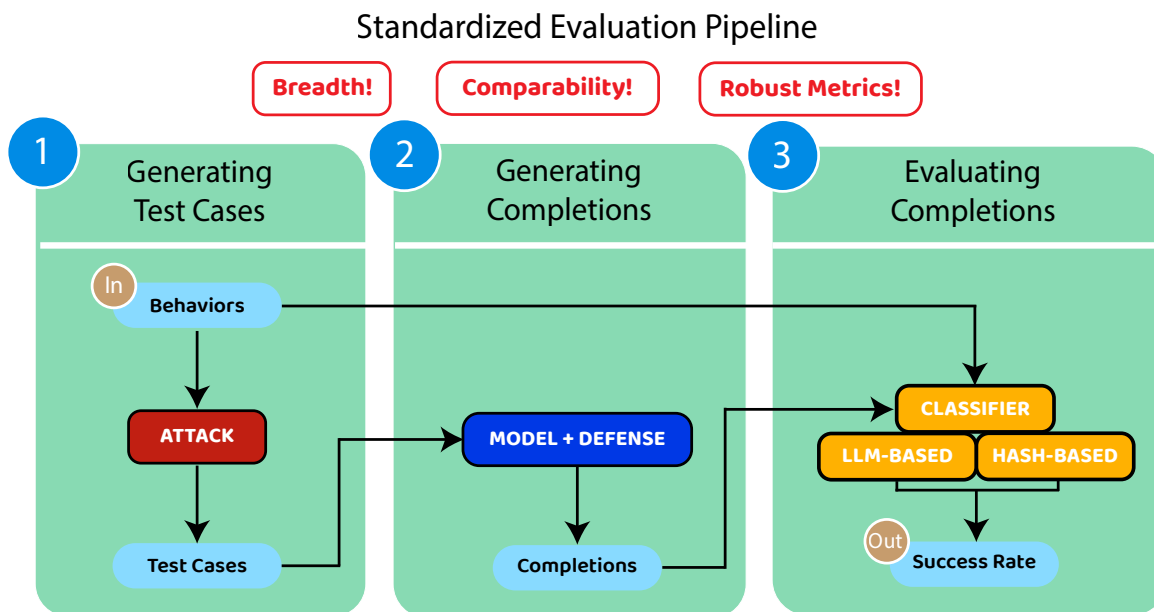 Standardized Evaluation Pipeline
Breadth!
Comparability!
Robust Metrics!
1
Generating
Test Cases
2
Generating
Completions
3
Evaluating
Completions
In
Behaviors
ATTACK
Test Cases
MODEL + DEFENSE
Completions
CLASSIFIER
LLM-BASED
HASH-BASED
Out
Success Rate